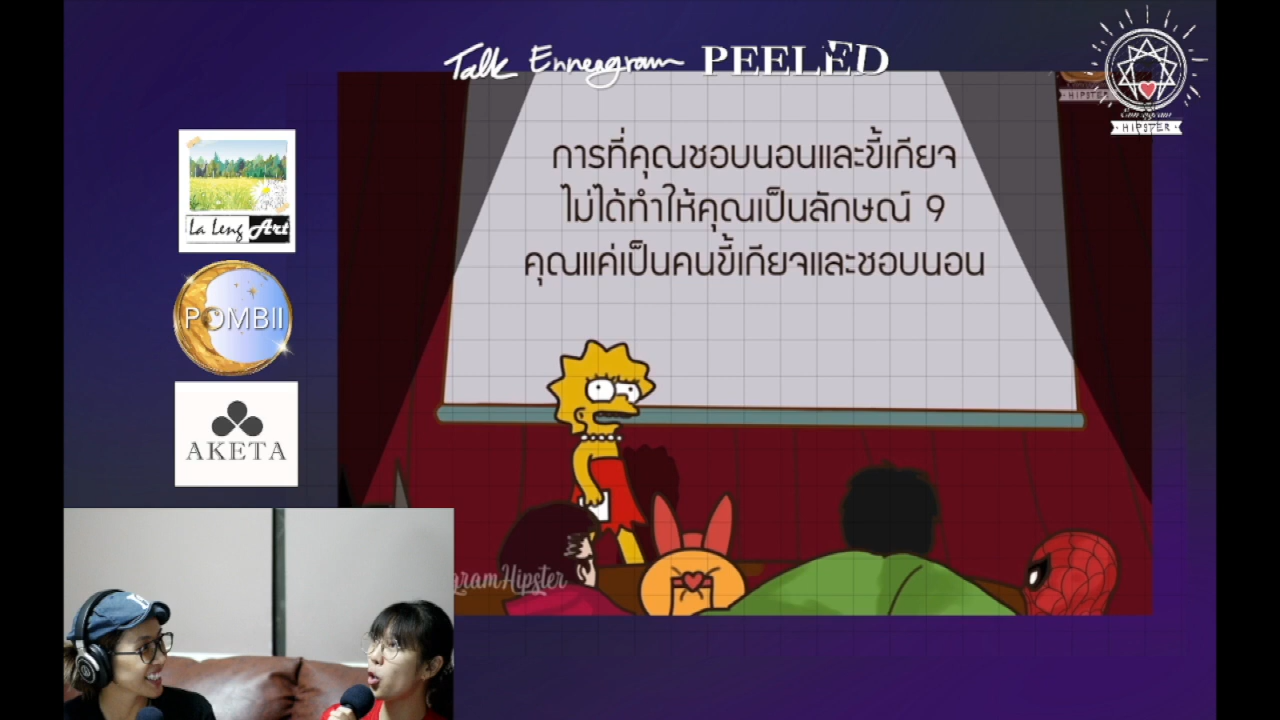 Talk Enneagram PEELED
HIPSTER
Enneagram
HIPSTER
การที่คุณชอบนอนและขี้เกียจ
ไม่ได้ทำให้คุณเป็นลักษณ์ 9
คุณแค่เป็นคนขี้เกียจและชอบนอน
La Leng Art
POMBII
AKETA
gramHipster